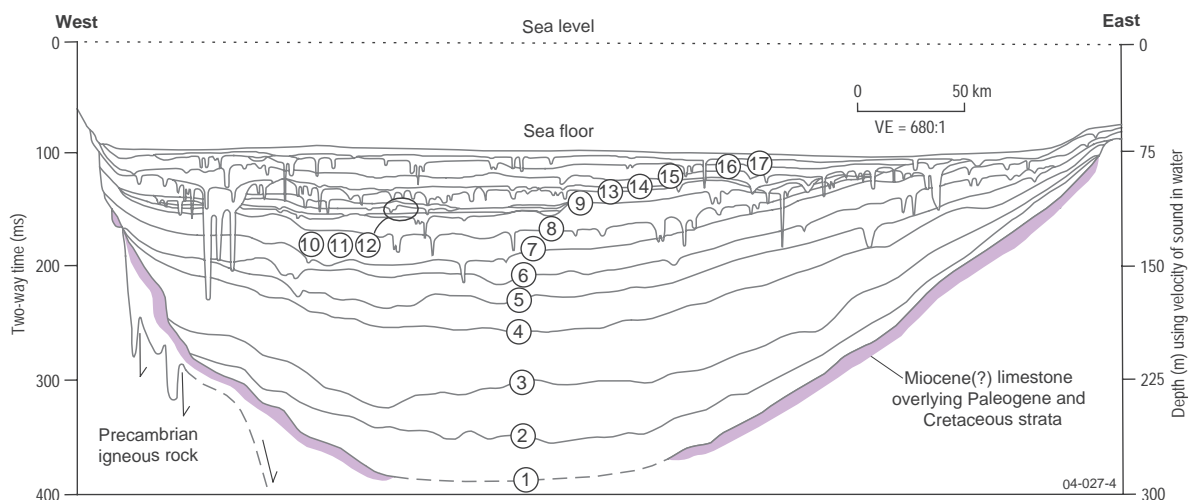 West
East
Sea level
0
0
0 50 km
VE = 680:1
Sea floor
100
75
17
16
15
14
13
9
10 11 12
8
7
200
150
6
5
4
300
225
3
Miocene(?) limestone
overlying Paleogene and
Cretaceous strata
Precambrian
igneous rock
2
1
400
300
04-027-4
Two-way time (ms)
Depth (m) using velocity of sound in water